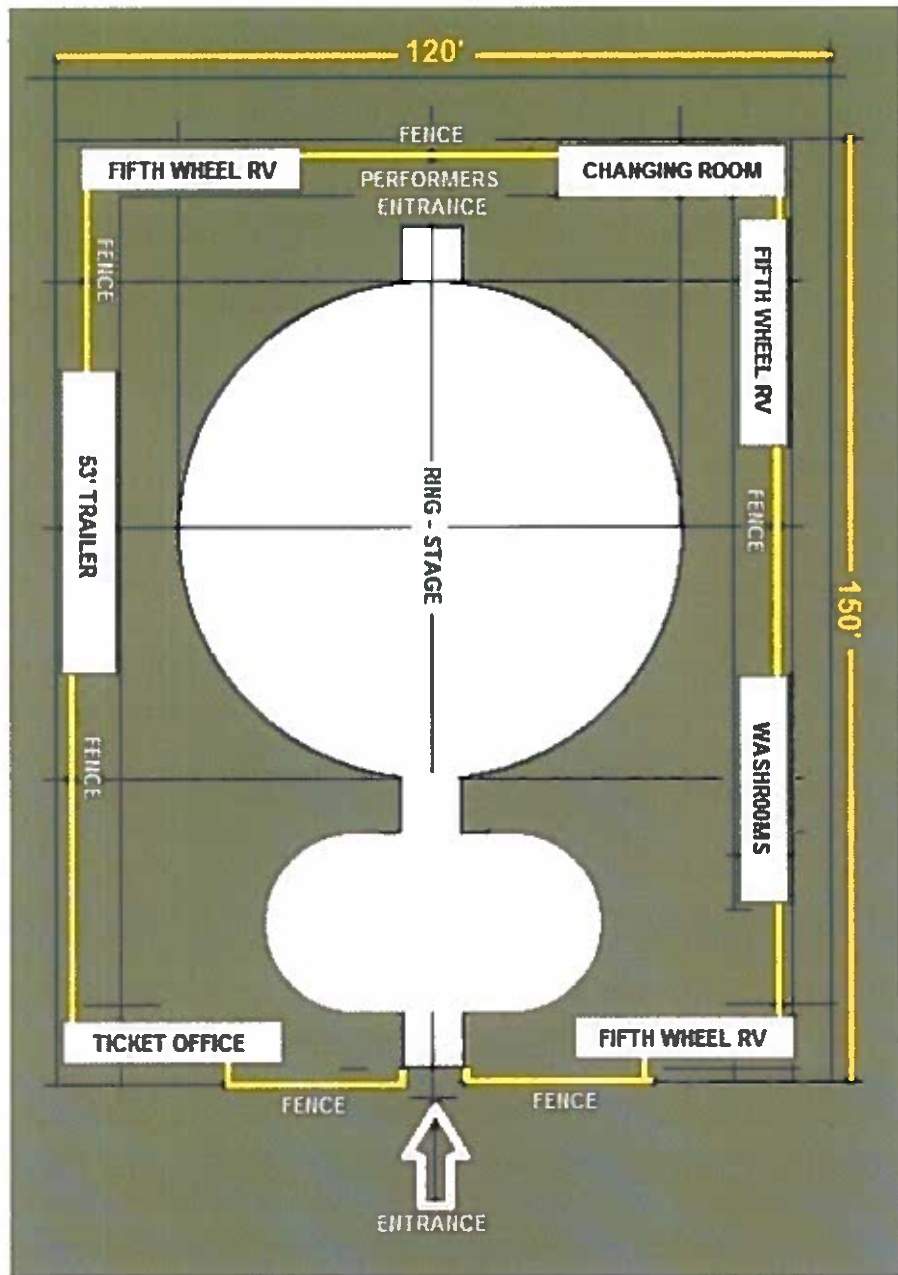 120'
FENCE
FIFTH WHEEL RV
CHANGING ROOM
PERFORMERS
ENTRANCE
FENCE
FIFTH WHEEL RV
53' TRAILER
RING - STAGE
FENCE
150'
FENCE
WASHROOMS
TICKET OFFICE
FIFTH WHEEL RV
FENCE
FENCE
ENTRANCE